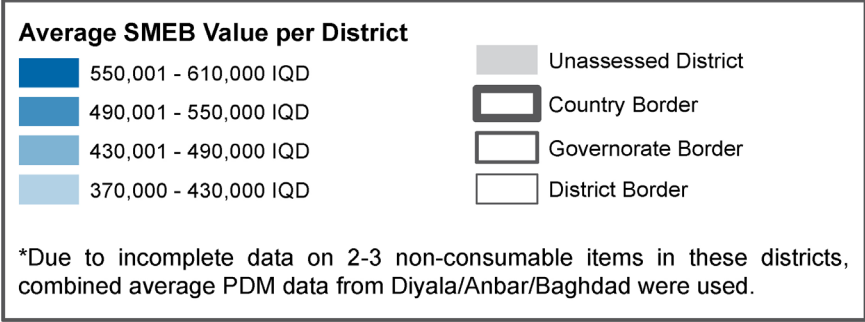 Average SMEB Value per District
550,001 - 610,000 IQD
490,001 - 550,000 IQD
430,001 - 490,000 IQD
370,000 - 430,000 IQD
Unassessed District
Country Border
Governorate Border
District Border
*Due to incomplete data on 2-3 non-consumable items in these districts,
combined average PDM data from Diyala/Anbar/Baghdad were used.